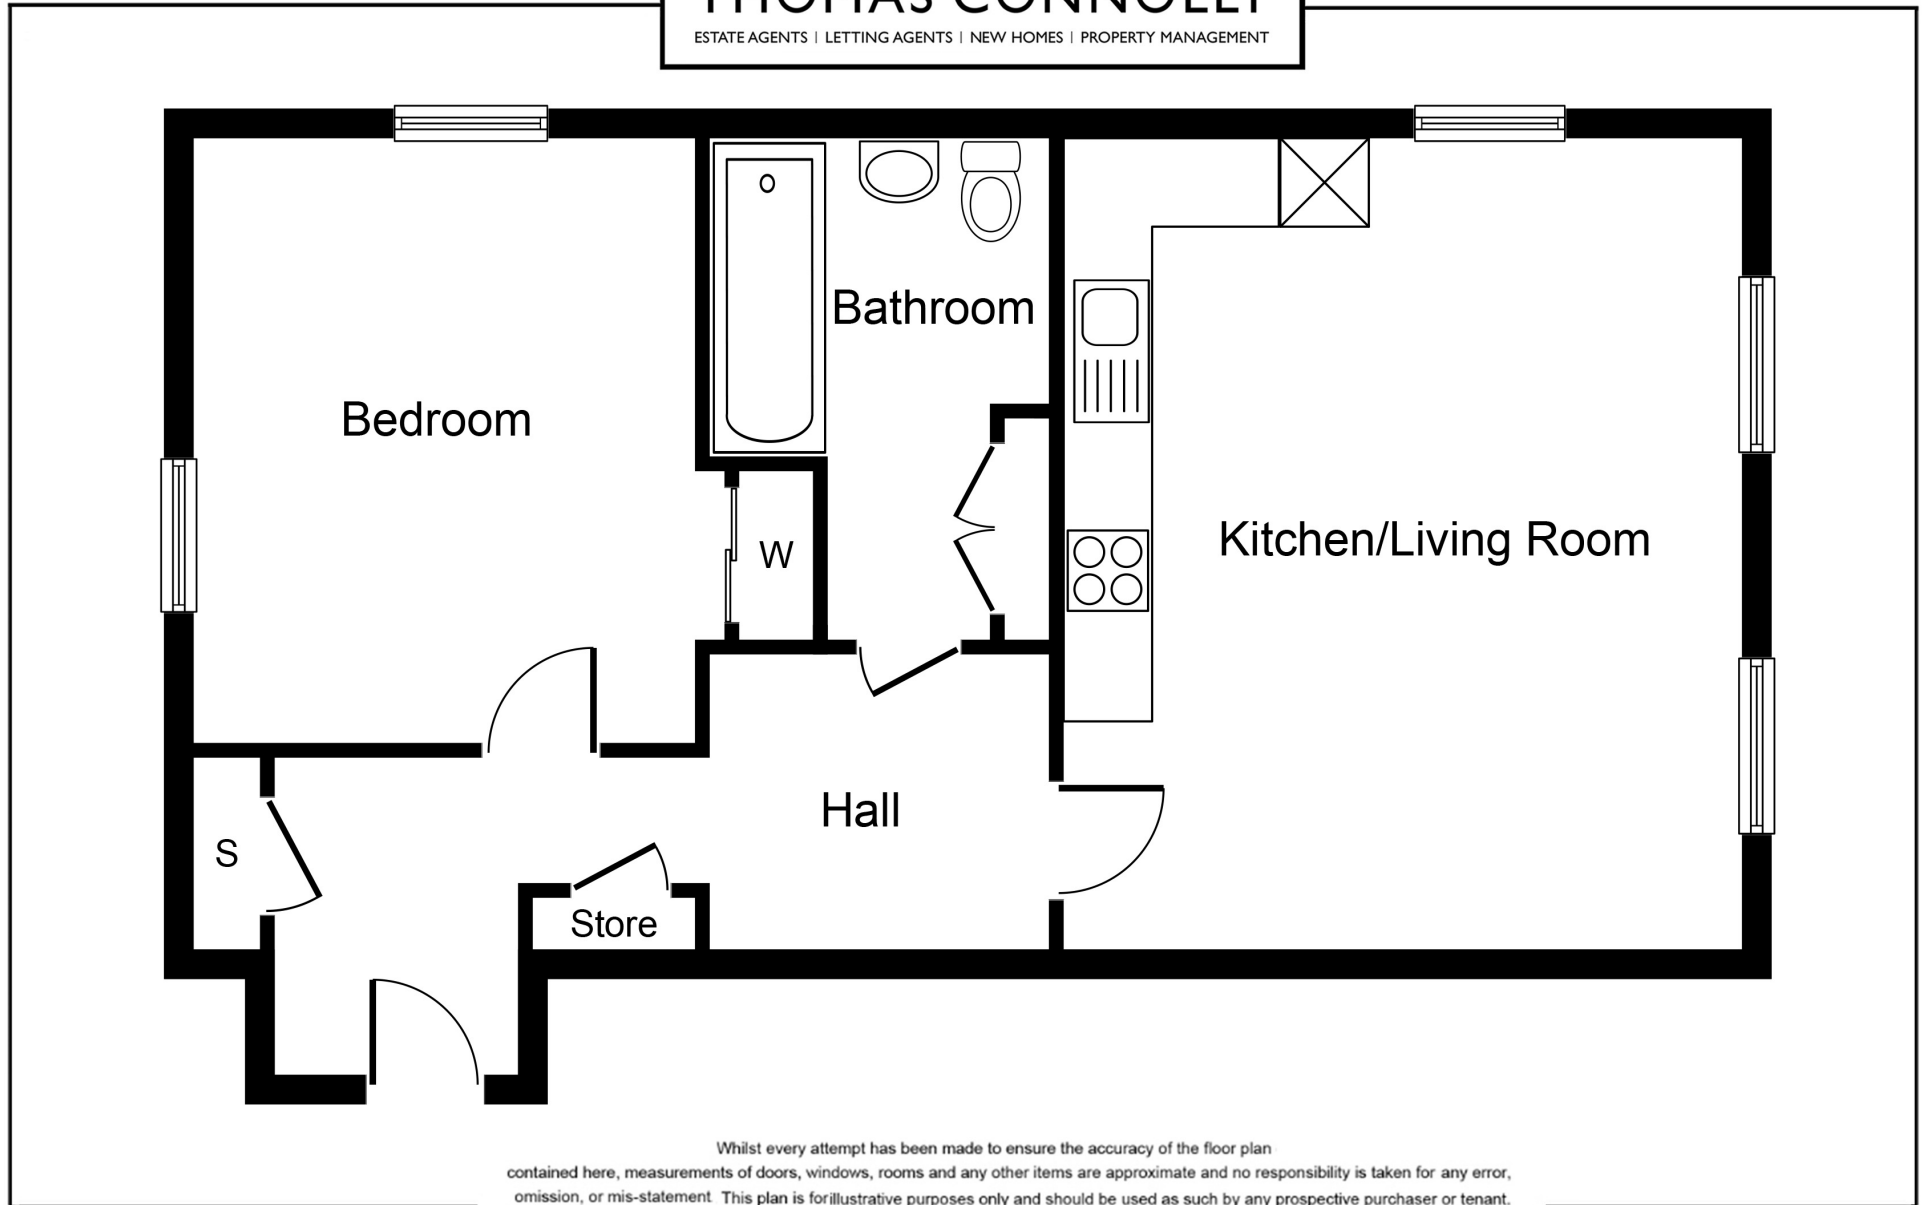 THOMAS CONNOLLY
ESTATE AGENTS | LETTING AGENTS | NEW HOMES | PROPERTY MANAGEMENT
Bathroom
Bedroom
Kitchen/Living Room
W
Hall
S
Store
Whilst every attempt has been made to ensure the accuracy of the floor plan
contained here, measurements of doors, windows, rooms and any other items are approximate and no responsibility is taken for any error,
omission, or mis-statement This plan is forillustrative purposes only and should be used as such by any prospective purchaser or tenant.